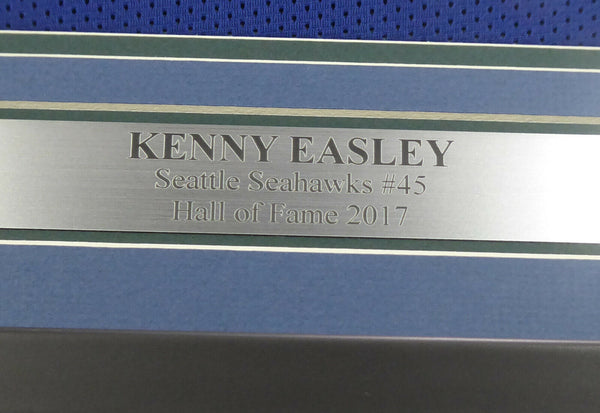 KENNY EASLEY
Seattle Seahawks #45
Hall of Fame 2017